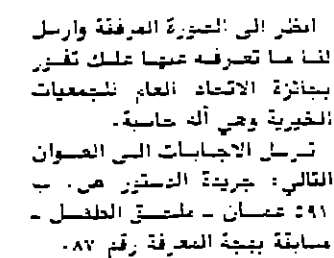 انظر الى الصورة المرفقة وارسل
لنا ما تعرفه عنها علك تفوز
بجائزة الاتحاد العام للجمعيات
الخيرية وهي آلة حاسبة.
ترسل الاجابات الى العنوان
التالي: جريدة الدستور ص. ب
٥٩١ عمان - ملحق الطفل -
مسابقة بهجة المعرفة رقم ٨٧.